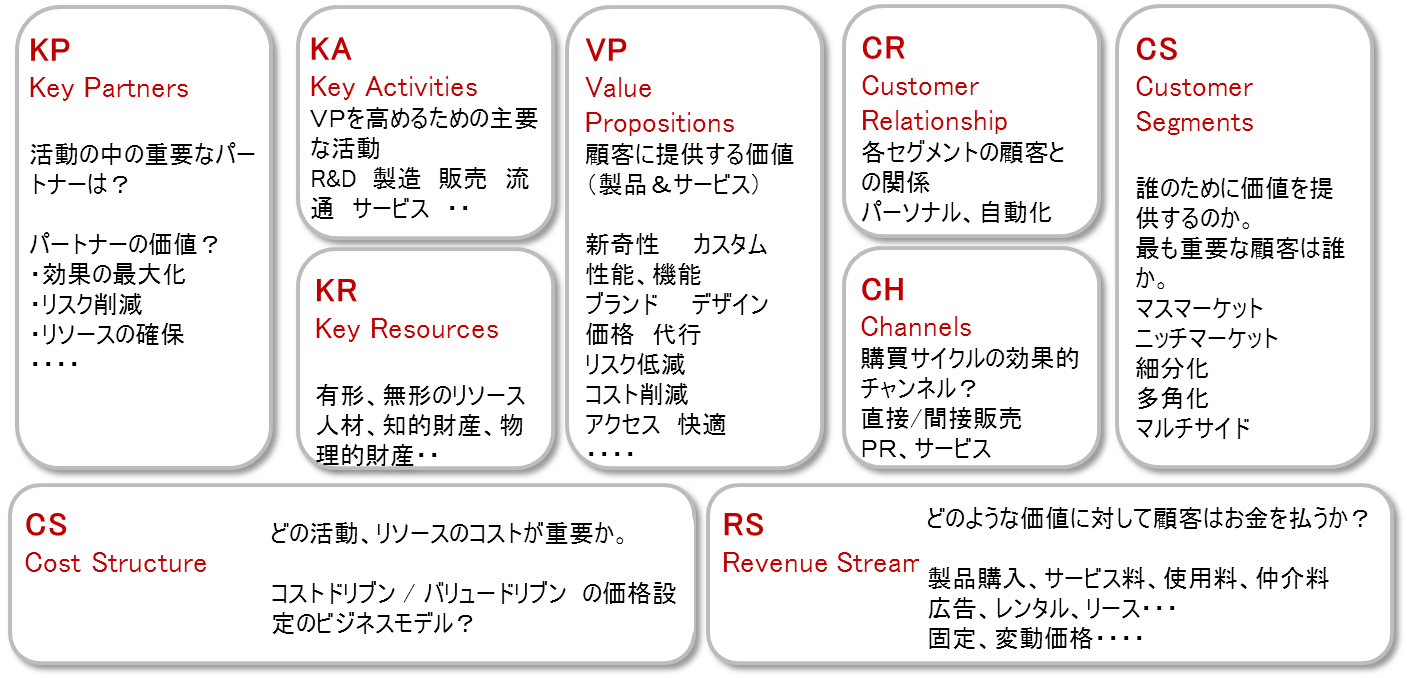 KP
Key Partners
活動の中の重要なパー
トナーは？
パートナーの価値？
・効果の最大化
・リスク削減
・リソースの確保
・・・・
KA
Key Activities
ＶＰを高めるための主要
な活動
R&D　製造　販売　流
通　サービス　・・
KR
Key Resources
有形、無形のリソース
人材、知的財産、物
理的財産・・
VP
Value
Propositions
顧客に提供する価値
（製品＆サービス）
新奇性　カスタム
性能、機能
ブランド　デザイン
価格　代行
リスク低減
コスト削減
アクセス　快適
・・・・
CR
Customer
Relationship
各セグメントの顧客と
の関係
パーソナル、自動化
CH
Channels
購買サイクルの効果的
チャンネル？
直接/間接販売
ＰＲ、サービス
CS
Customer
Segments
誰のために価値を提
供するのか。
最も重要な顧客は誰
か。
マスマーケット
ニッチマーケット
細分化
多角化
マルチサイド
CS
Cost Structure
どの活動、リソースのコストが重要か。
コストドリブン / バリュードリブン　の価格設
定のビジネスモデル？
RS
Revenue Stream
どのような価値に対して顧客はお金を払うか？
製品購入、サービス料、使用料、仲介料
広告、レンタル、リース・・・
固定、変動価格・・・・